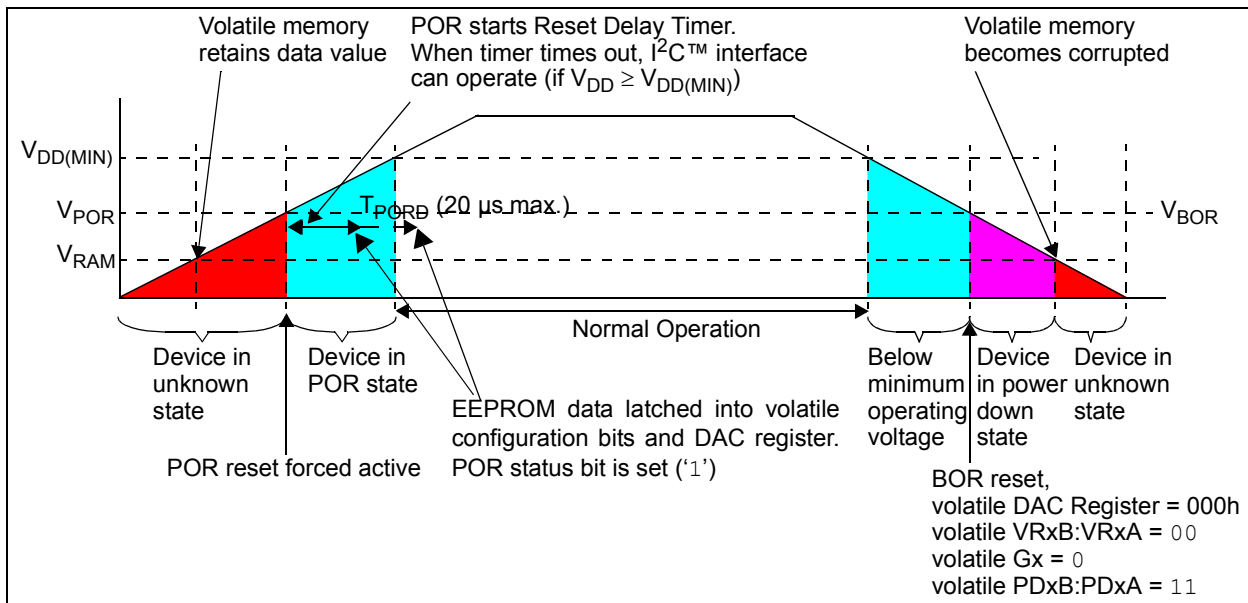 Volatile memory
retains data value
POR starts Reset Delay Timer.
When timer times out, I²C™ interface
can operate (if VDD ≥ VDD(MIN))
Volatile memory
becomes corrupted
VDD(MIN)
VPOR
VRAM
TPORD (20 µs max.)
VBOR
Normal Operation
Device in
unknown
state
Device in
POR state
Below
minimum
operating
voltage
Device
in power
down
state
Device in
unknown
state
EEPROM data latched into volatile
configuration bits and DAC register.
POR status bit is set (‘1’)
POR reset forced active
BOR reset,
volatile DAC Register = 000h
volatile VRxB:VRxA = 00
volatile Gx = 0
volatile PDxB:PDxA = 11